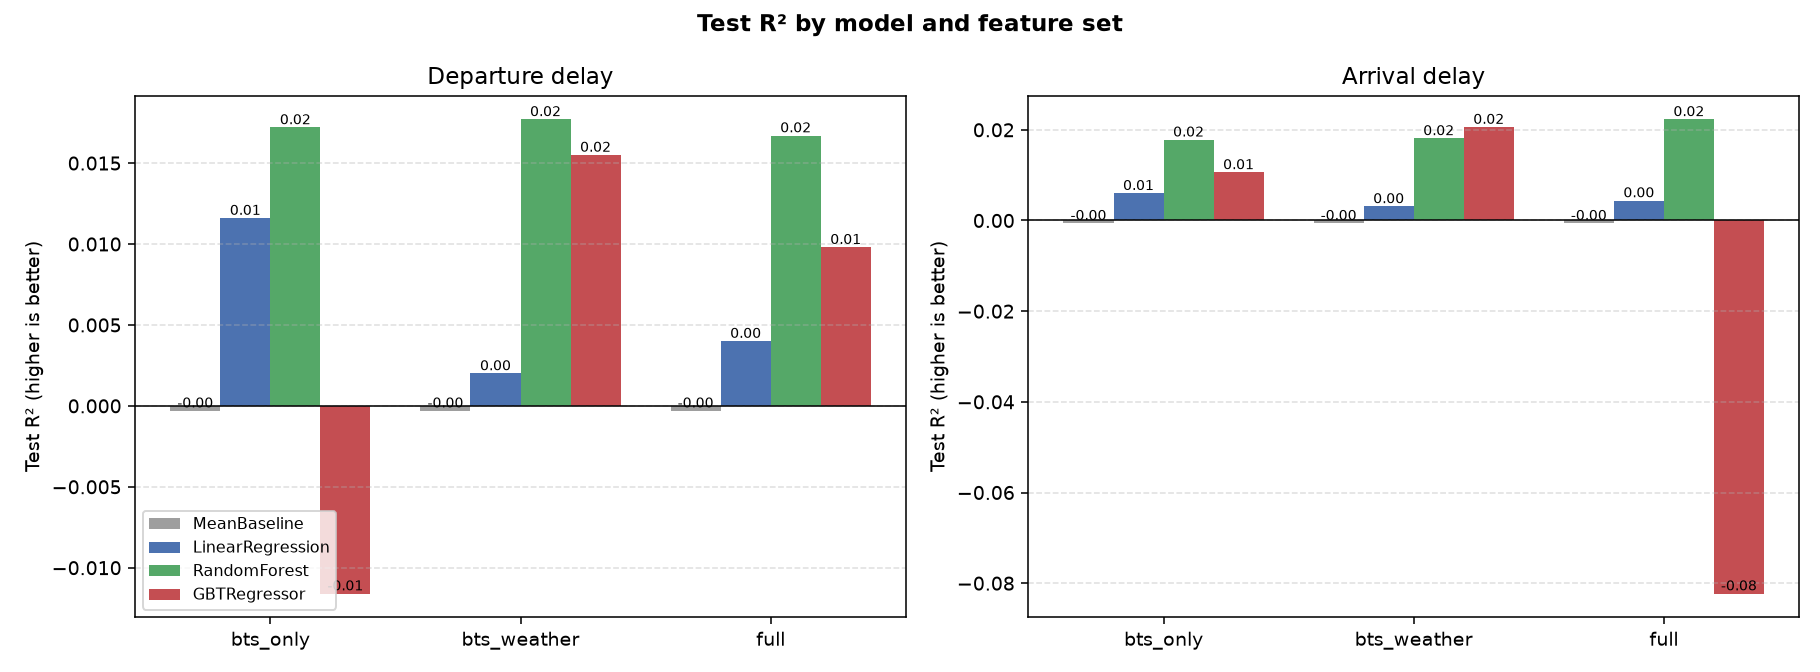 Test R² by model and feature set
Departure delay
Test R² (higher is better)
0.015
0.010
0.005
0.000
−0.005
−0.010
-0.00
0.01
0.02
-0.01
-0.00
0.00
0.02
0.02
-0.00
0.00
0.02
0.01
MeanBaseline
LinearRegression
RandomForest
GBTRegressor
bts_only
bts_weather
full
Arrival delay
Test R² (higher is better)
0.02
0.00
−0.02
−0.04
−0.06
−0.08
-0.00
0.01
0.02
0.01
-0.00
0.00
0.02
0.02
-0.00
0.00
0.02
-0.08
bts_only
bts_weather
full